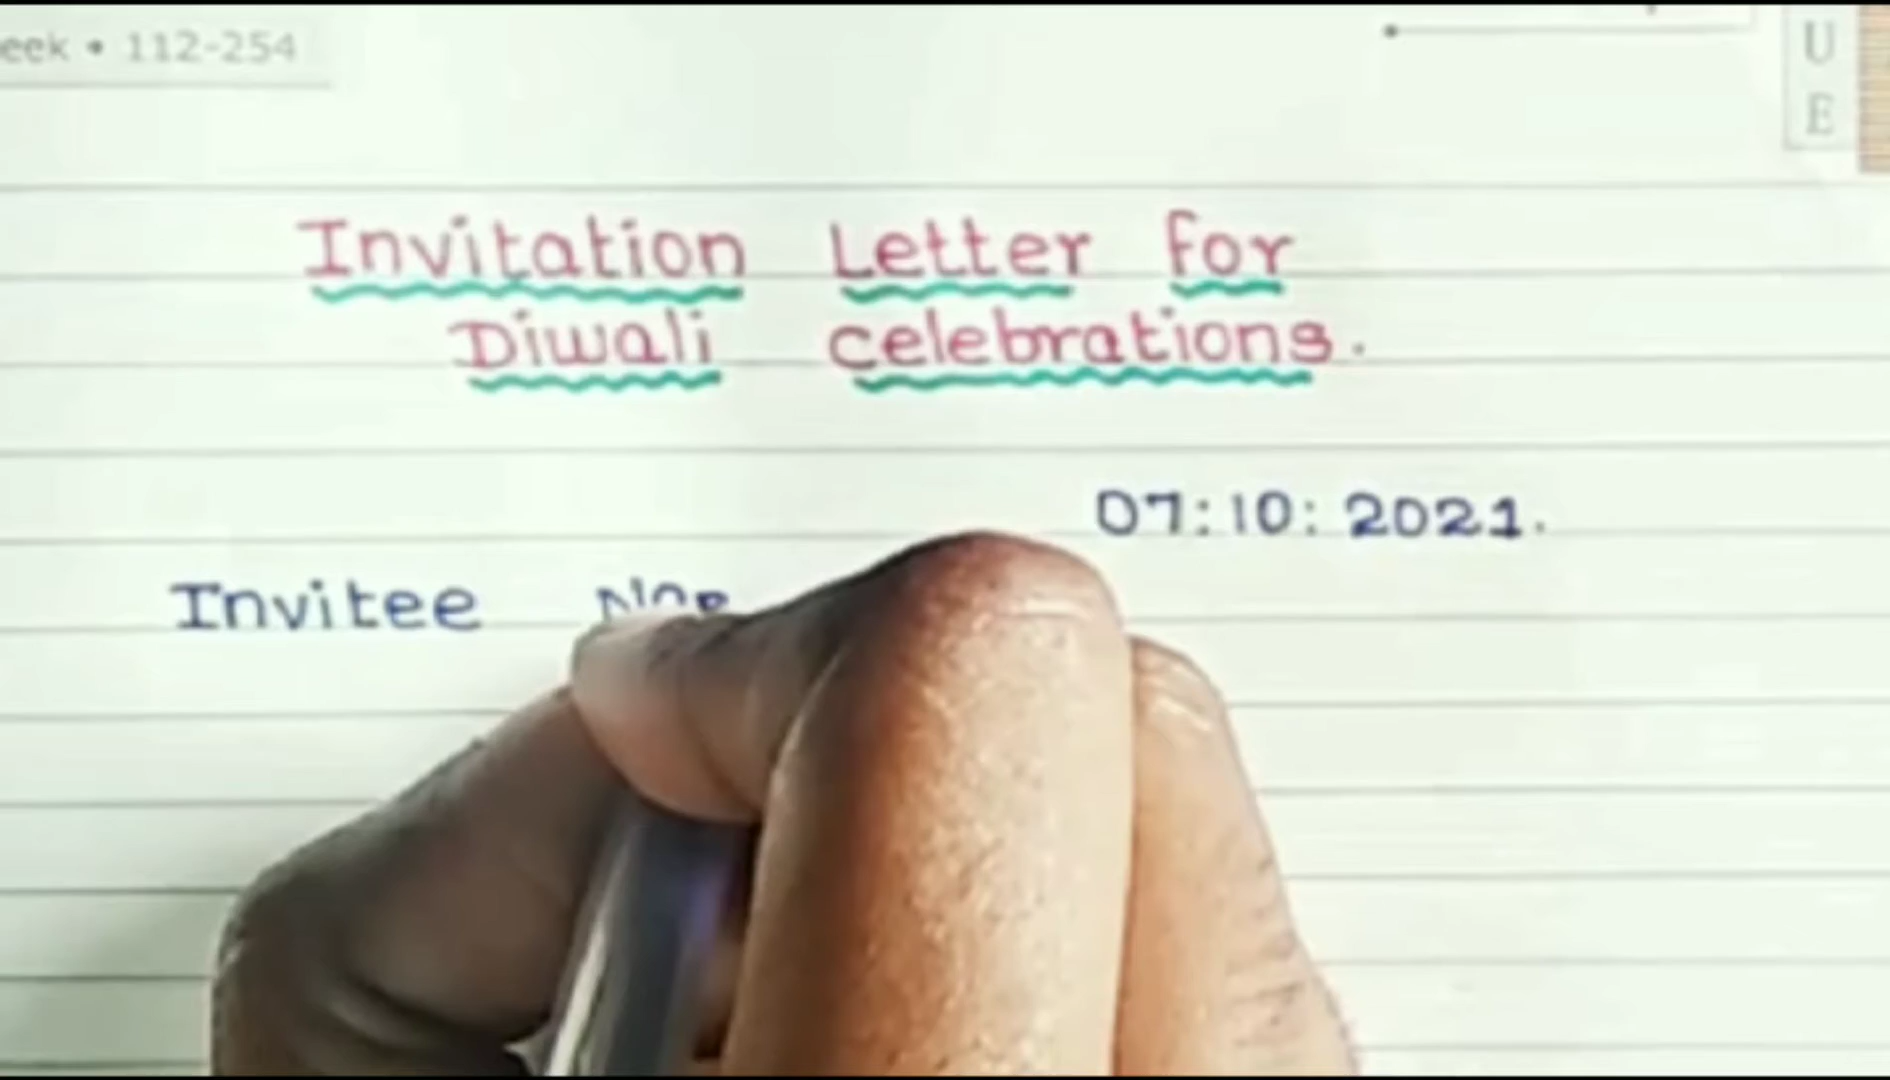 eek • 112-254
U
E
Invitation Letter for
Diwali celebrations.
07:10: 2021.
Invitee